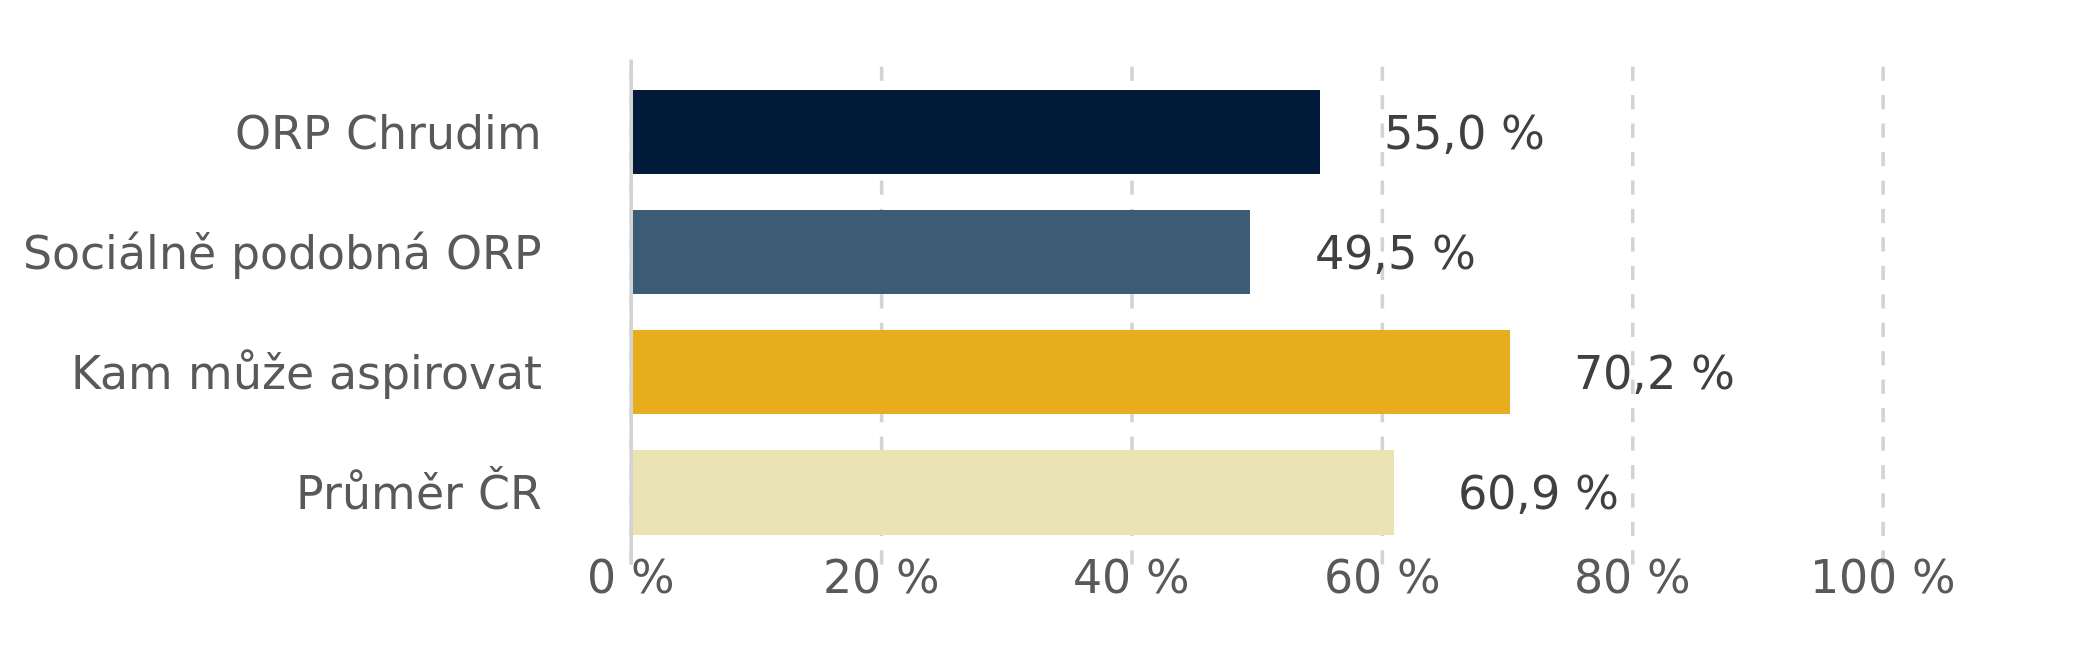 ORP Chrudim 55,0 %
Sociálně podobná ORP 49,5 %
Kam může aspirovat 70,2 %
Průměr ČR 60,9 %
0 % 20 % 40 % 60 % 80 % 100 %